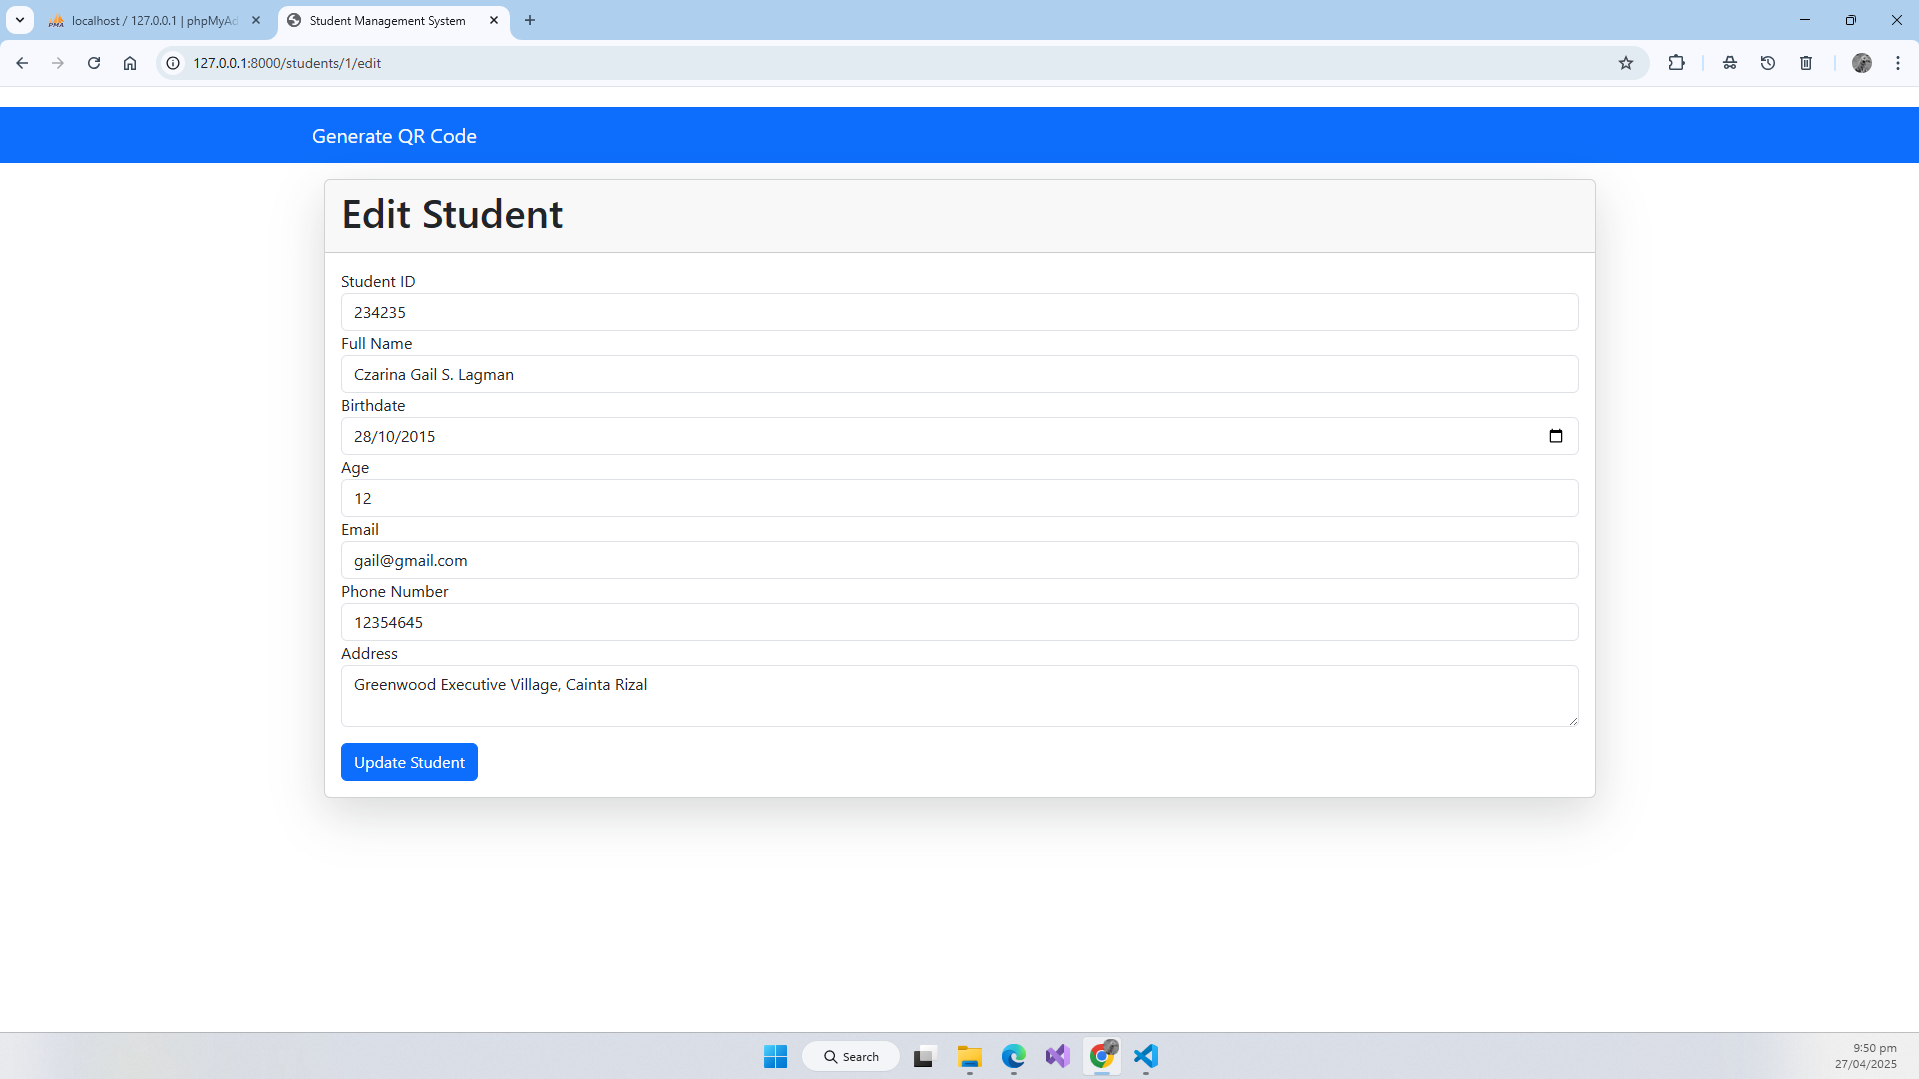 localhost / 127.0.0.1 | phpMyAd
Student Management System
127.0.0.1:8000/students/1/edit
Generate QR Code
Edit Student
Student ID
234235
Full Name
Czarina Gail S. Lagman
Birthdate
28/10/2015
Age
12
Email
gail@gmail.com
Phone Number
12354645
Address
Greenwood Executive Village, Cainta Rizal
Update Student
Search
9:50 pm
27/04/2025